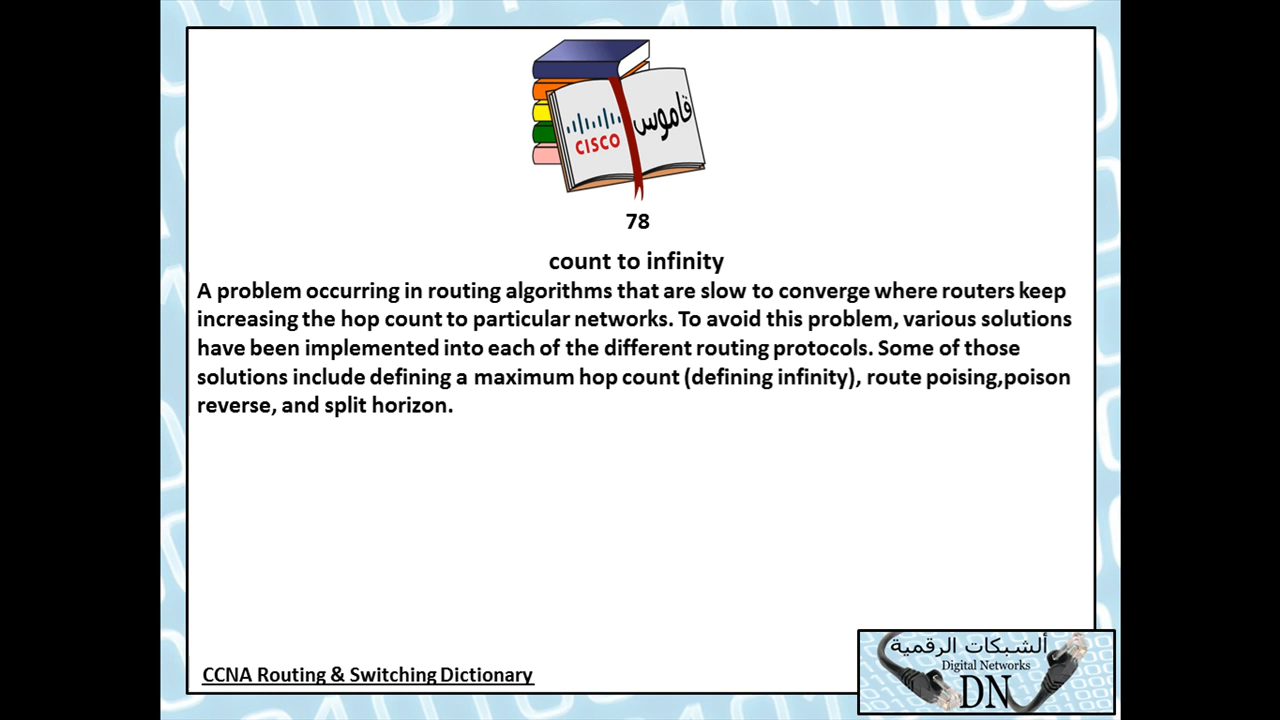 CISCO
قاموس
78
count to infinity
A problem occurring in routing algorithms that are slow to converge where routers keep
increasing the hop count to particular networks. To avoid this problem, various solutions
have been implemented into each of the different routing protocols. Some of those
solutions include defining a maximum hop count (defining infinity), route poising,poison
reverse, and split horizon.
CCNA Routing & Switching Dictionary
ألشبكات الرقمية
Digital Networks
DN